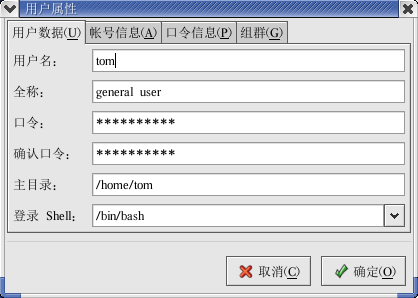 用户属性
用户数据(U) 帐号信息(A) 口令信息(P) 组群(G)
用户名: tom
全称: general user
口令: **********
确认口令: **********
主目录: /home/tom
登录 Shell: /bin/bash
取消(C) 确定(O)